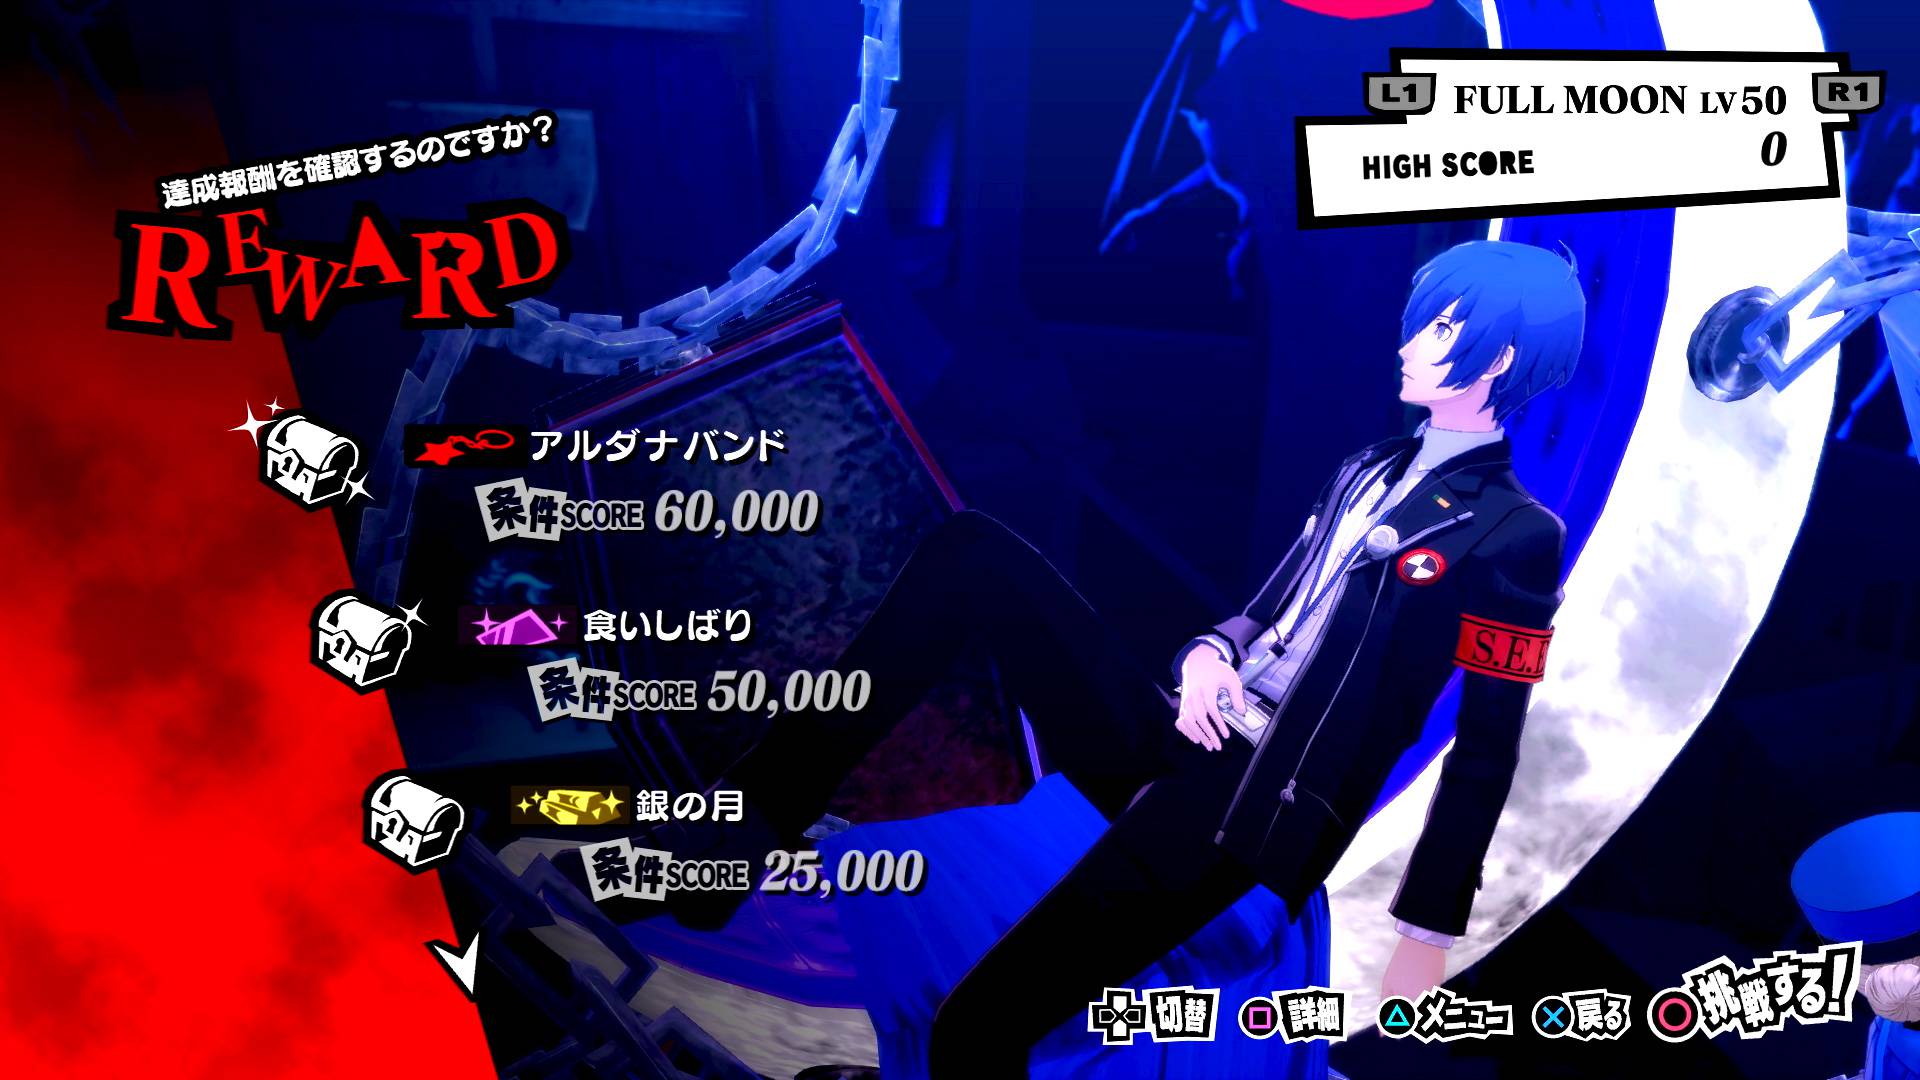 L1 FULL MOON LV 50 R1
HIGH SCORE 0
達成報酬を確認するのですか?
REWARD
アルダナバンド
条件SCORE 60,000
食いしばり
条件SCORE 50,000
銀の月
条件SCORE 25,000
S.E.E
切替 詳細 メニュー 戻る 挑戦する!